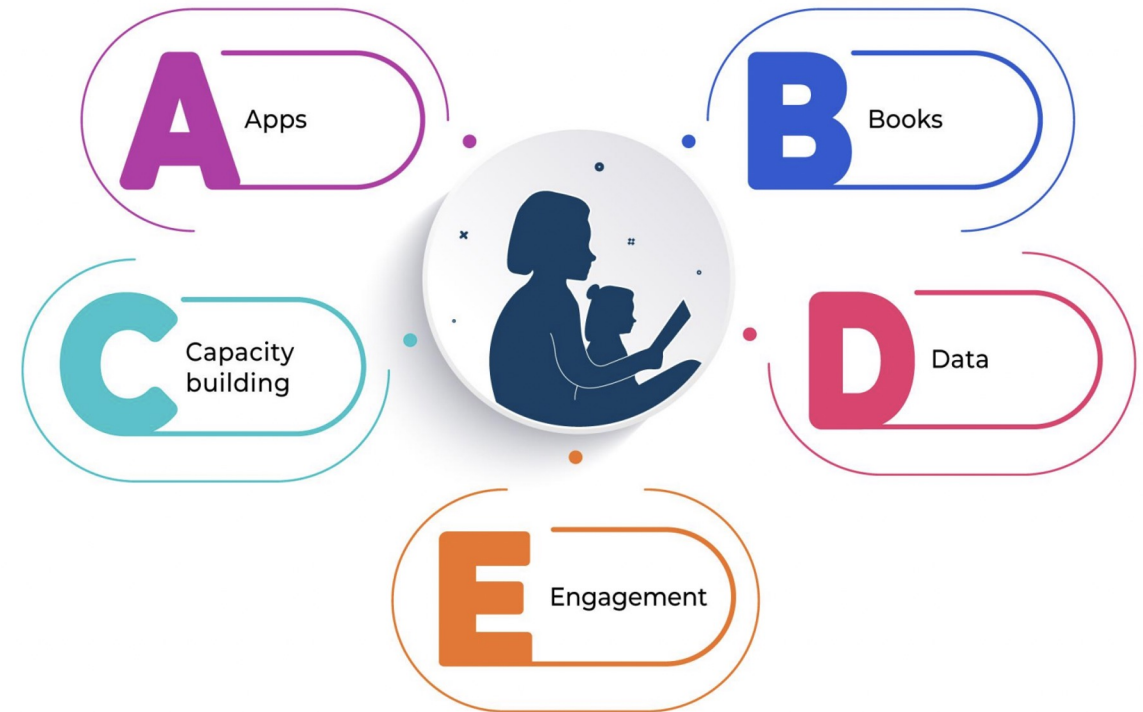 A
Apps
B
Books
C
Capacity
building
D
Data
E
Engagement